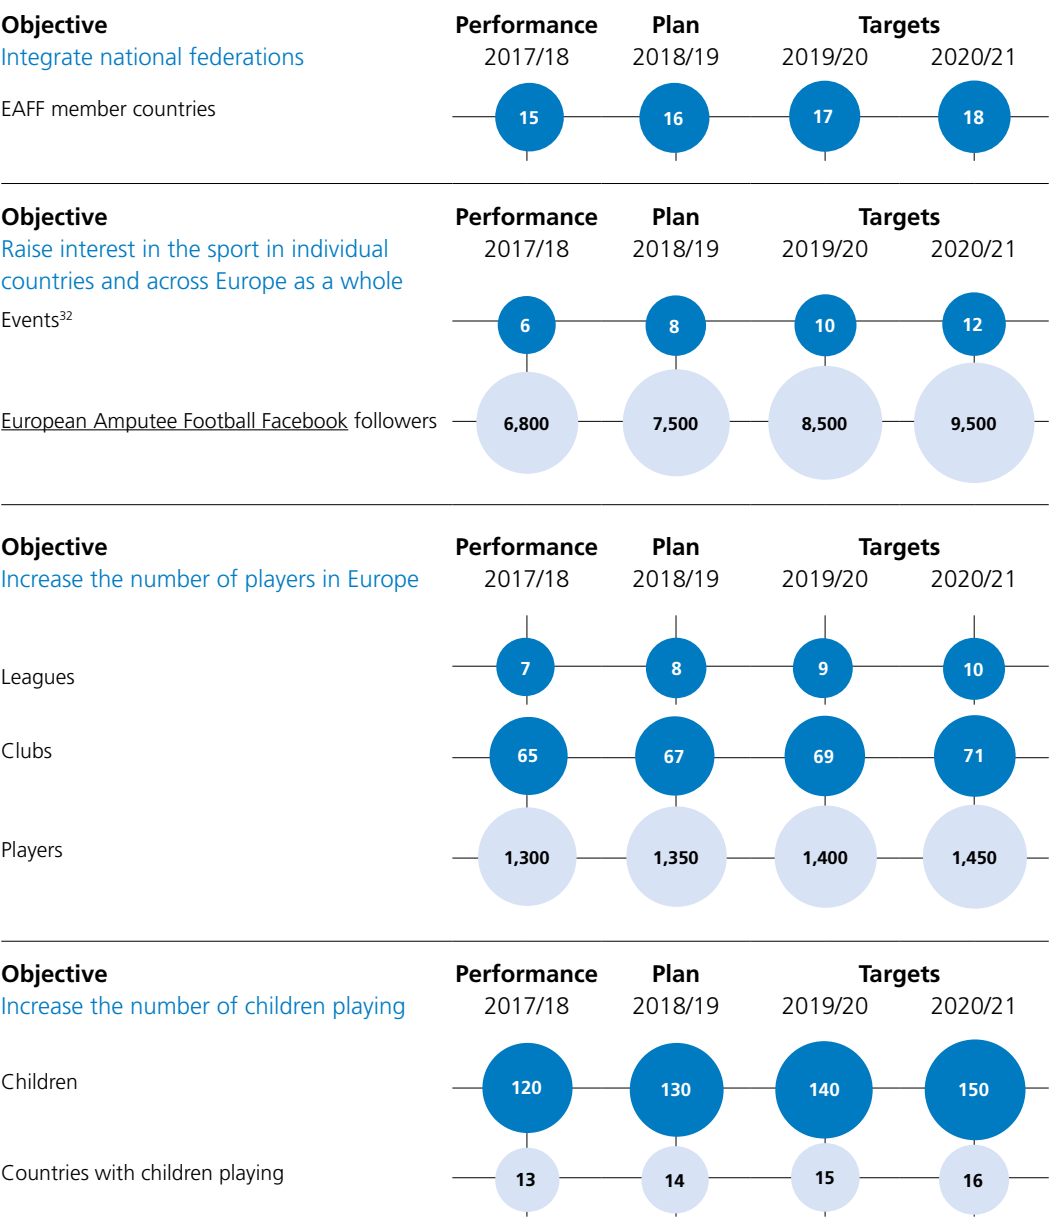 Objective Performance Plan Targets
Integrate national federations 2017/18 2018/19 2019/20 2020/21
EAFF member countries 15 16 17 18
Objective Performance Plan Targets
Raise interest in the sport in individual 2017/18 2018/19 2019/20 2020/21
countries and across Europe as a whole
Events32 6 8 10 12
European Amputee Football Facebook followers 6,800 7,500 8,500 9,500
Objective Performance Plan Targets
Increase the number of players in Europe 2017/18 2018/19 2019/20 2020/21
Leagues 7 8 9 10
Clubs 65 67 69 71
Players 1,300 1,350 1,400 1,450
Objective Performance Plan Targets
Increase the number of children playing 2017/18 2018/19 2019/20 2020/21
Children 120 130 140 150
Countries with children playing 13 14 15 16